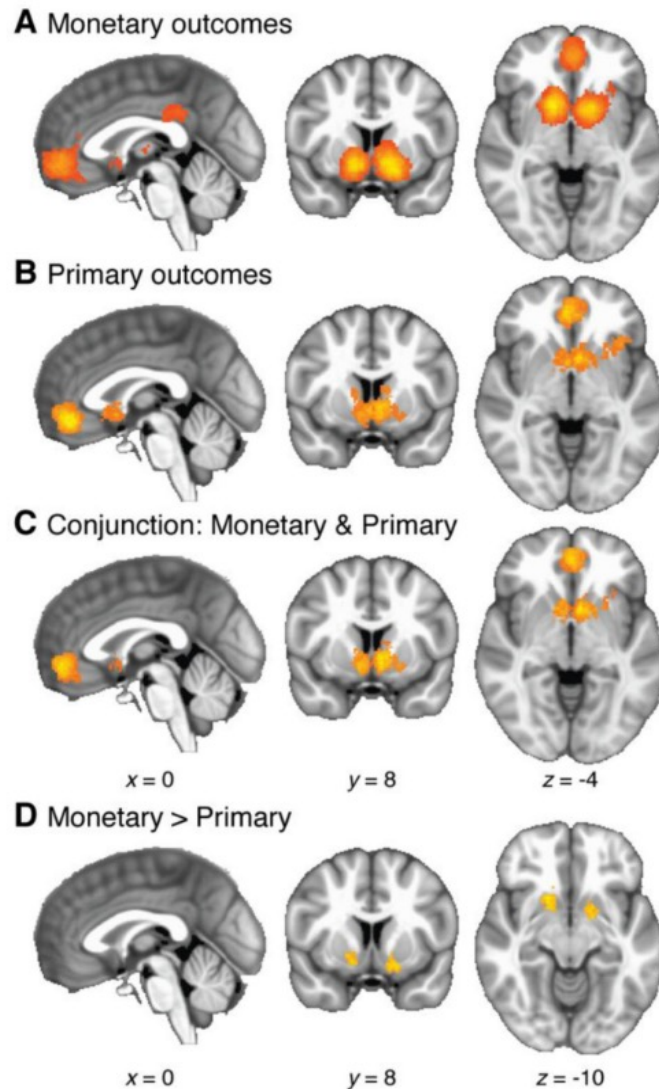 A Monetary outcomes
B Primary outcomes
C Conjunction: Monetary & Primary
x = 0 y = 8 z = -4
D Monetary > Primary
x = 0 y = 8 z = -10